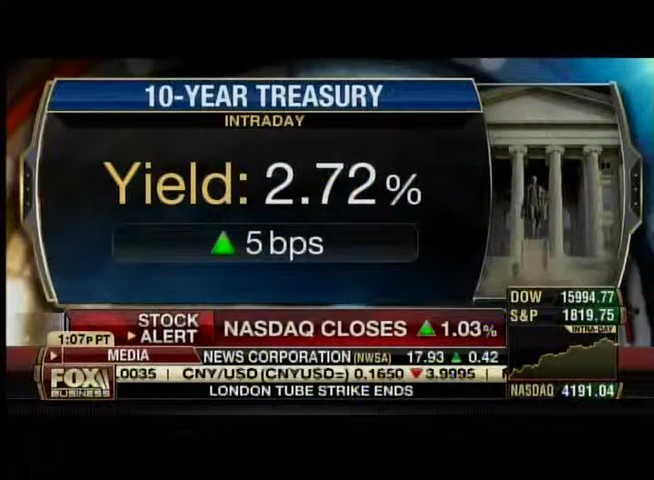 10-YEAR TREASURY
INTRADAY
Yield: 2.72%
5 bps
DOW 15994.77
S&P 1819.75
INTRA-DAY
STOCK ALERT
NASDAQ CLOSES 1.03%
1:07P PT
MEDIA NEWS CORPORATION (NWSA) 17.93 0.42
.0035 | CNY/USD (CNYUSD=) 0.1650 3.9995 |
FOX BUSINESS
LONDON TUBE STRIKE ENDS
NASDAQ 4191.04